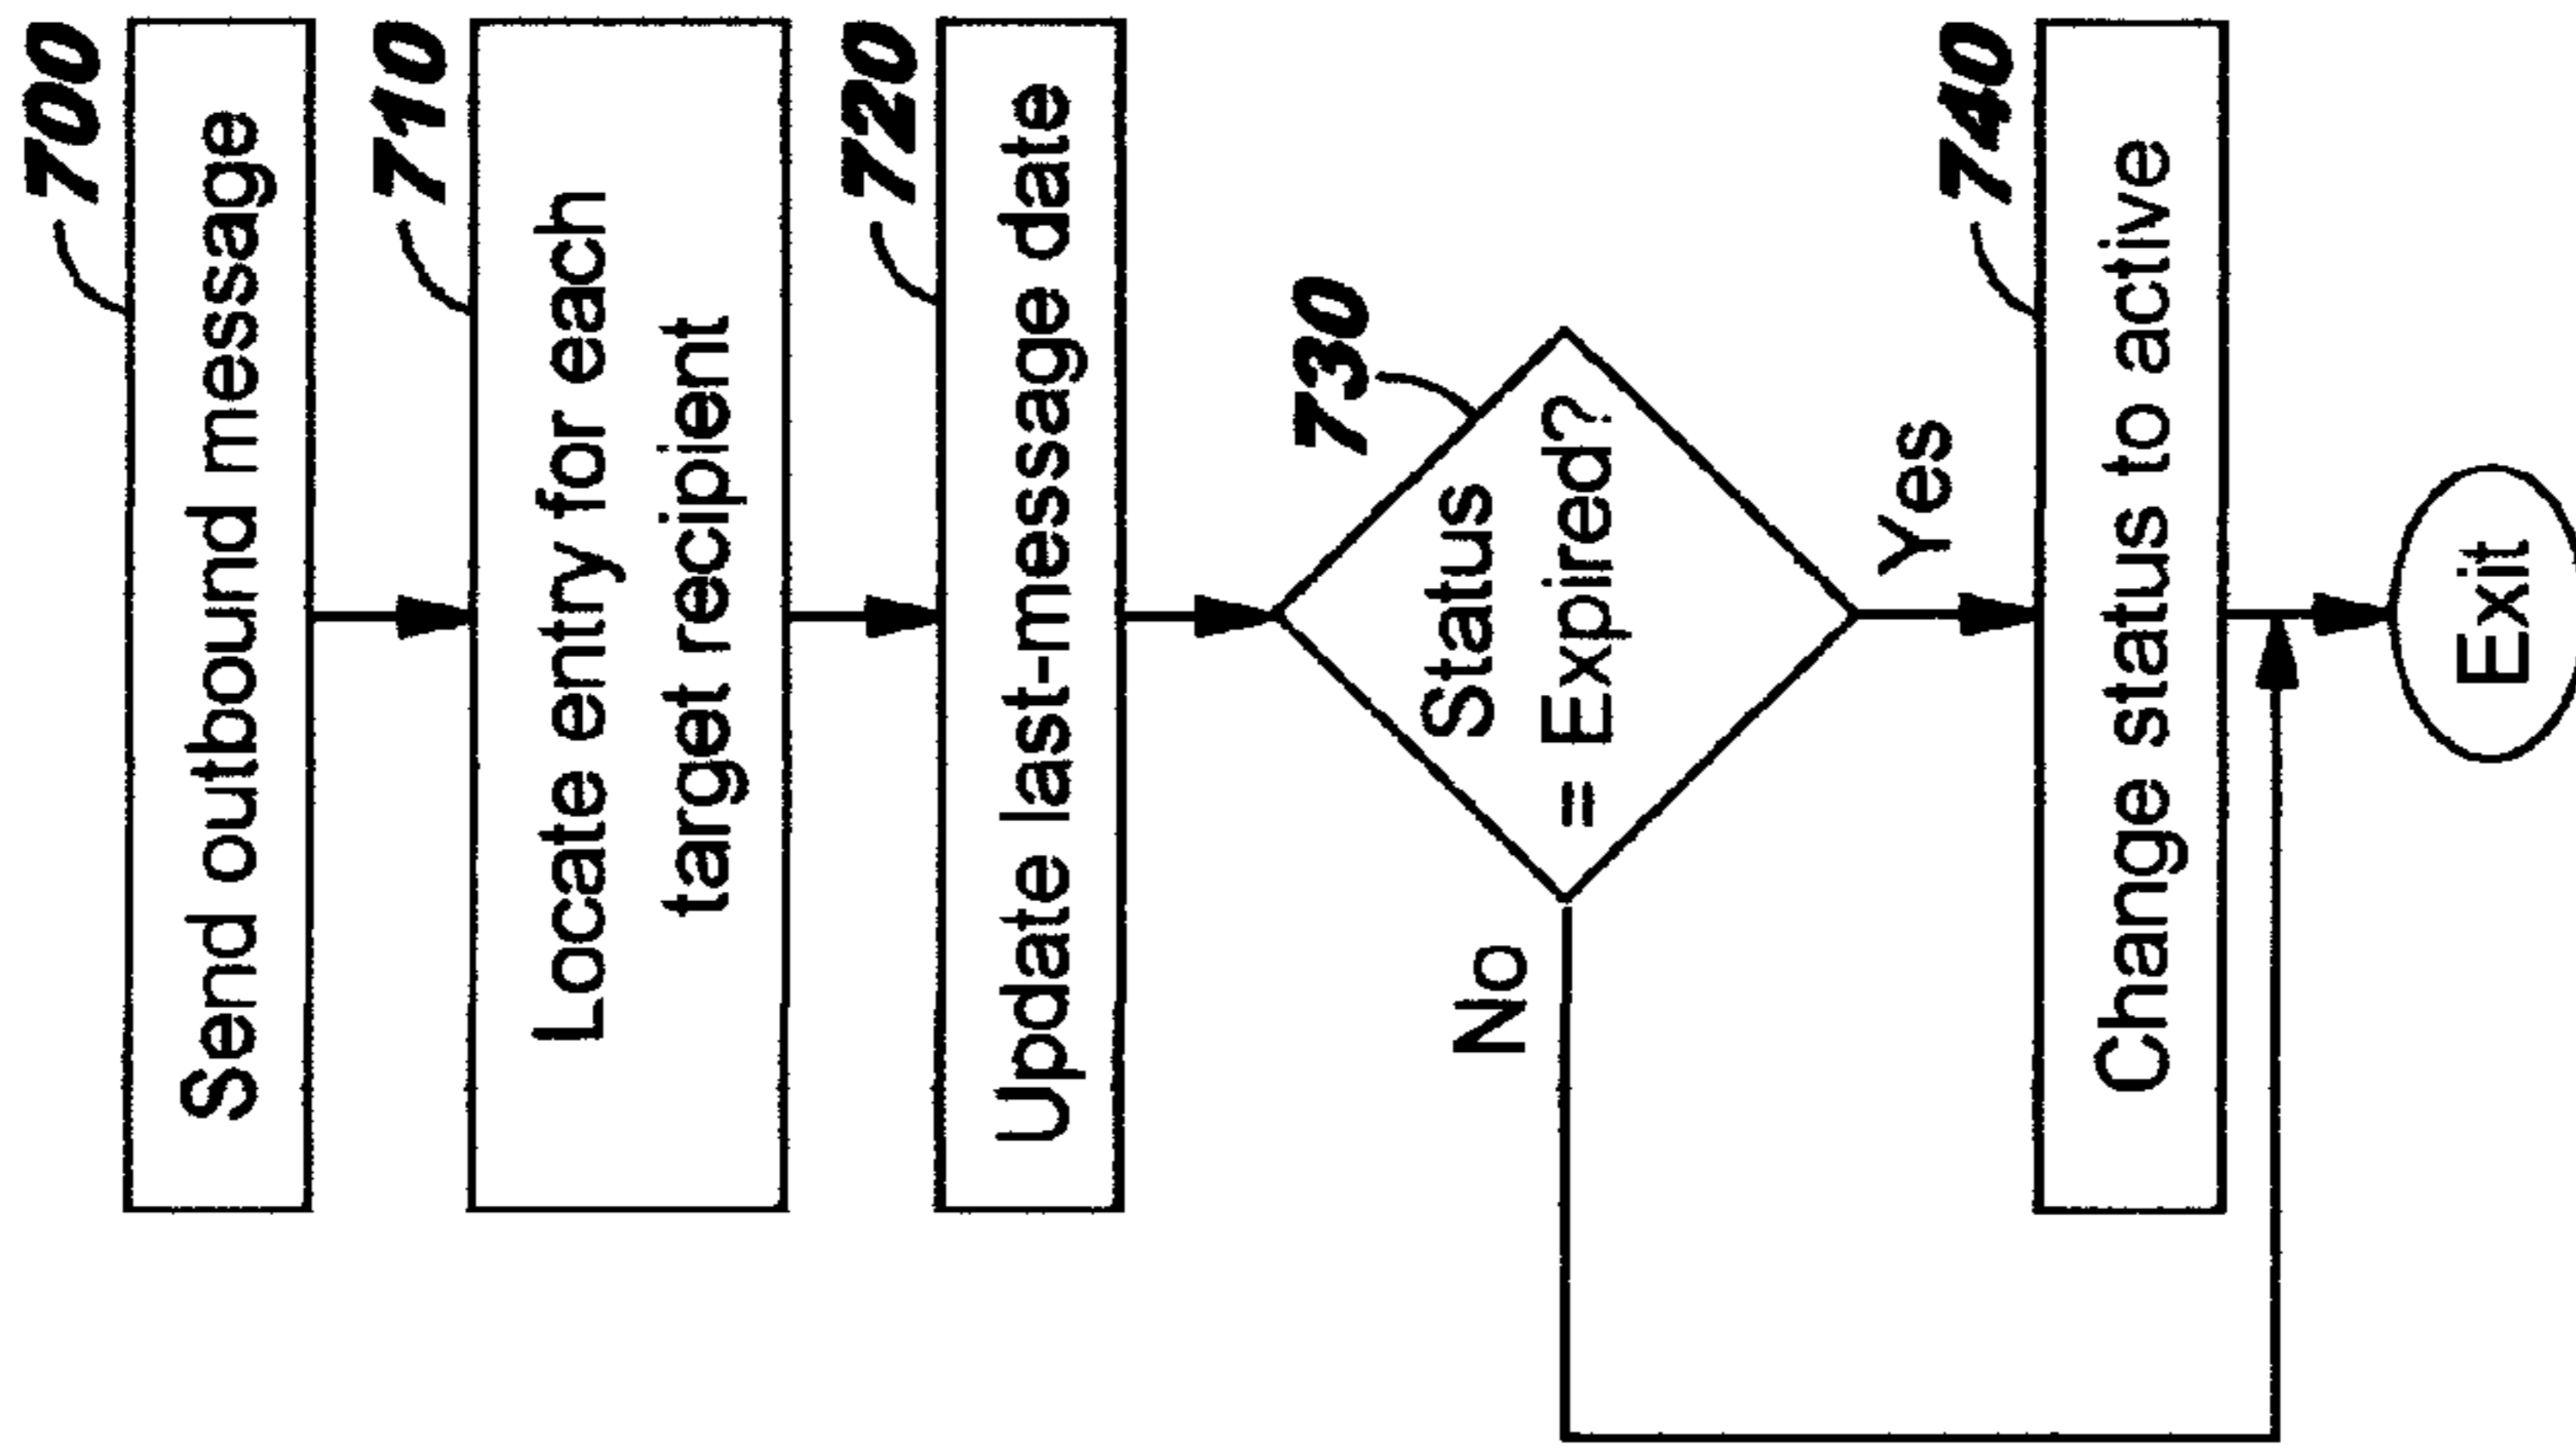 700
Send outbound message
710
Locate entry for each
target recipient
720
Update last-message date
730
Status
= Expired?
No
Yes
740
Change status to active
Exit